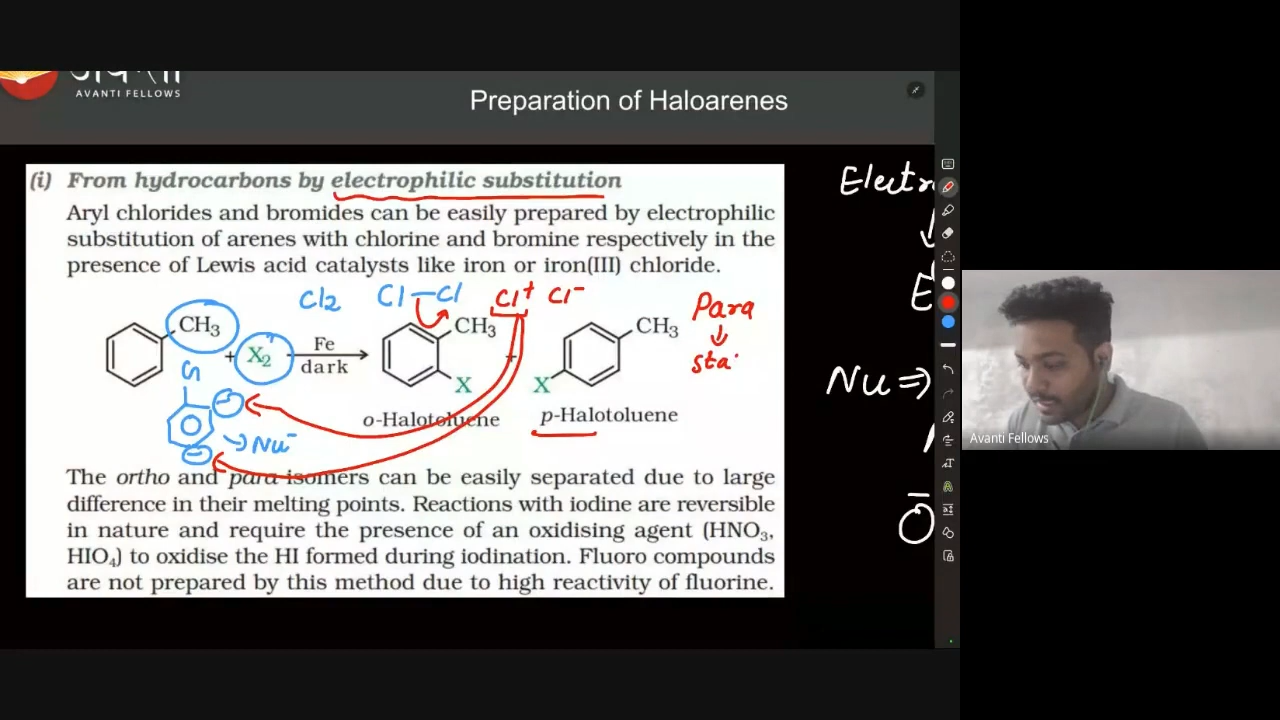 AVANTI FELLOWS
Preparation of Haloarenes
(i) From hydrocarbons by electrophilic substitution
Aryl chlorides and bromides can be easily prepared by electrophilic
substitution of arenes with chlorine and bromine respectively in the
presence of Lewis acid catalysts like iron or iron(III) chloride.
Cl2 Cl—Cl Cl⁺ Cl⁻
CH₃ + X₂ Fe CH₃ + CH₃
dark
X X
o-Halotoluene p-Halotoluene
Para
↓
sta
→Nu⁻
The ortho and para isomers can be easily separated due to large
difference in their melting points. Reactions with iodine are reversible
in nature and require the presence of an oxidising agent (HNO₃,
HIO₄) to oxidise the HI formed during iodination. Fluoro compounds
are not prepared by this method due to high reactivity of fluorine.
Electr
↓
E
Nu⇒
Avanti Fellows